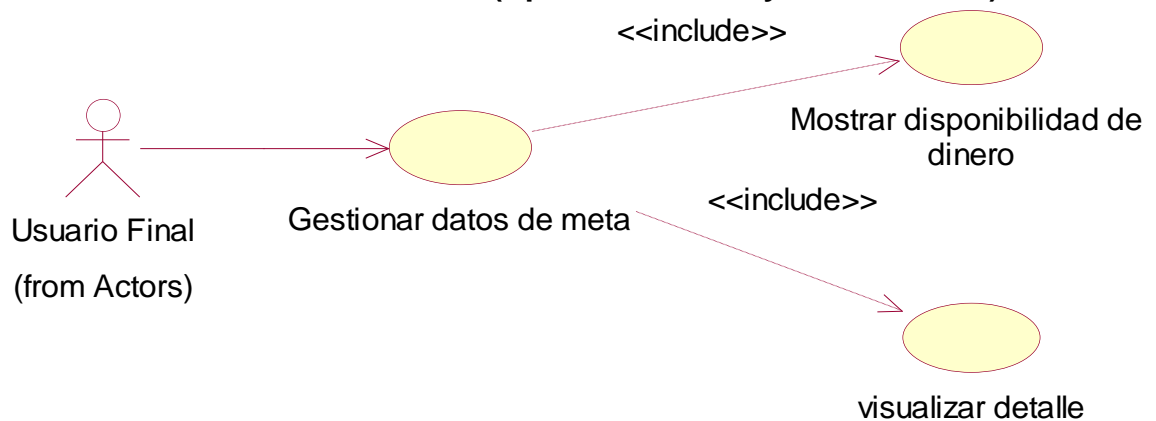 <<include>>
Mostrar disponibilidad de
dinero
Gestionar datos de meta
<<include>>
Usuario Final
(from Actors)
visualizar detalle